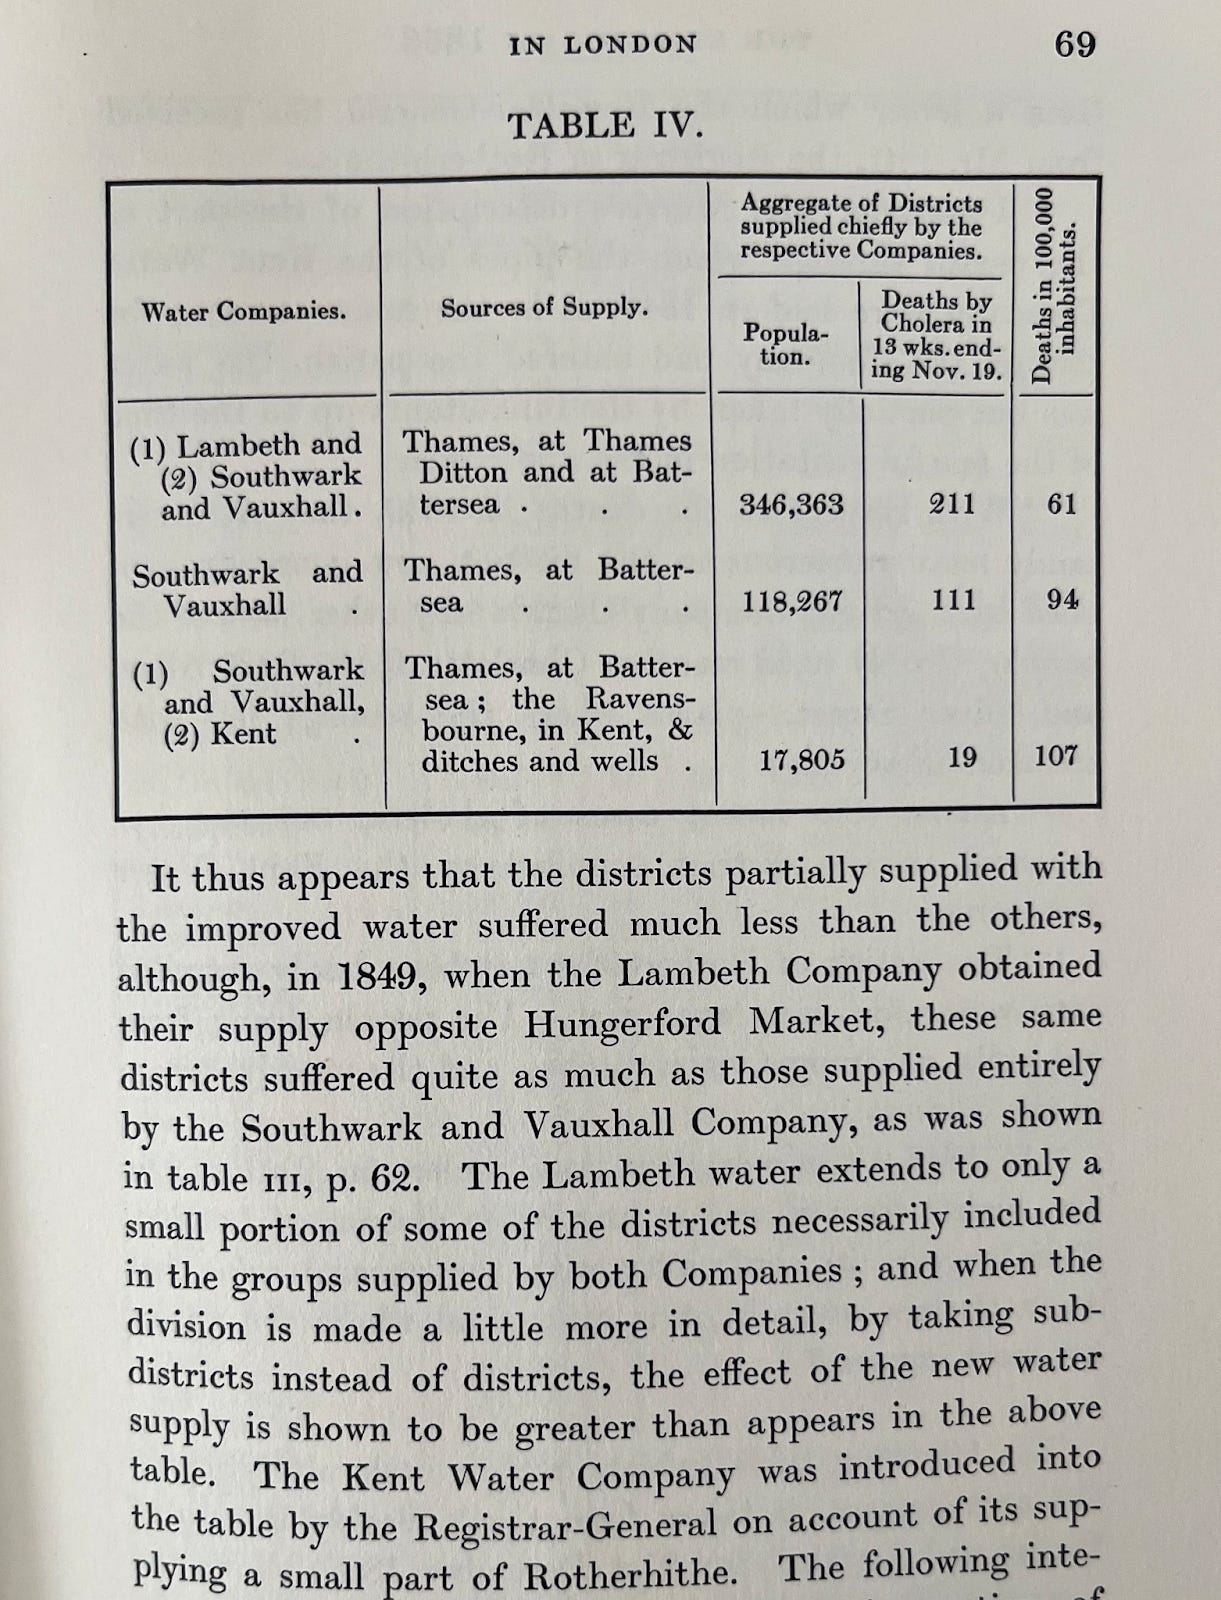 IN LONDON 69
TABLE IV.
Water Companies.
Sources of Supply.
Aggregate of Districts
supplied chiefly by the
respective Companies.
Popula-
tion.
Deaths by
Cholera in
13 wks. end-
ing Nov. 19.
Deaths in 100,000
inhabitants.
(1) Lambeth and
(2) Southwark
and Vauxhall .
Thames, at Thames
Ditton and at Bat-
tersea . . .
346,363
211
61
Southwark and
Vauxhall .
Thames, at Batter-
sea . . .
118,267
111
94
(1) Southwark
and Vauxhall,
(2) Kent .
Thames, at Batter-
sea ; the Ravens-
bourne, in Kent, &
ditches and wells .
17,805
19
107
It thus appears that the districts partially supplied with
the improved water suffered much less than the others,
although, in 1849, when the Lambeth Company obtained
their supply opposite Hungerford Market, these same
districts suffered quite as much as those supplied entirely
by the Southwark and Vauxhall Company, as was shown
in table III, p. 62. The Lambeth water extends to only a
small portion of some of the districts necessarily included
in the groups supplied by both Companies ; and when the
division is made a little more in detail, by taking sub-
districts instead of districts, the effect of the new water
supply is shown to be greater than appears in the above
table. The Kent Water Company was introduced into
the table by the Registrar-General on account of its sup-
plying a small part of Rotherhithe. The following inte-